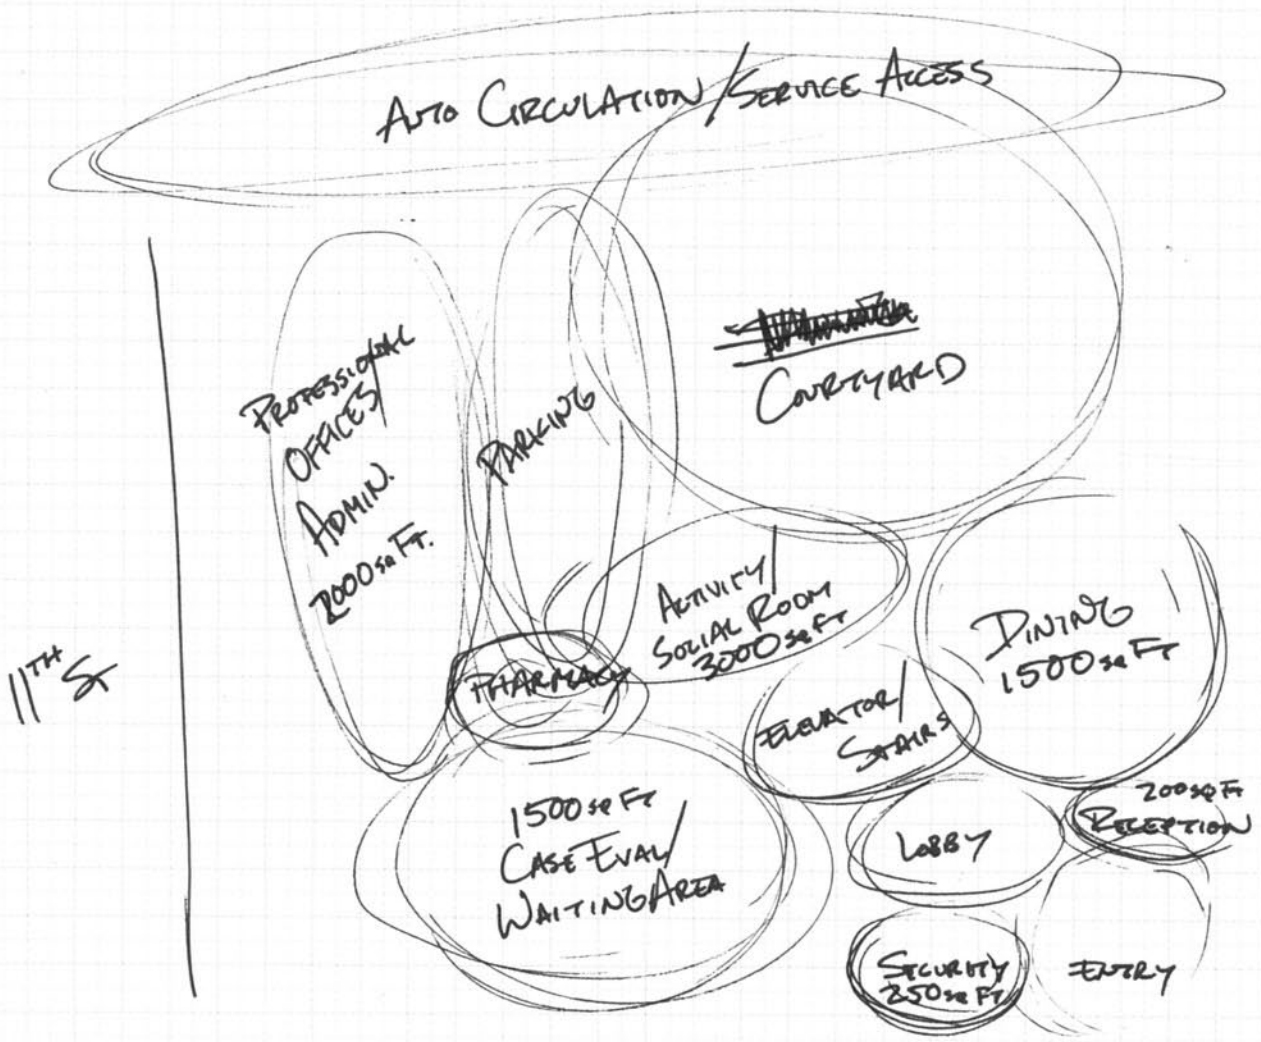 AUTO CIRCULATION/SERVICE ACCESS
COURTYARD
PROFESSIONAL
OFFICES/
ADMIN.
2000 SQ FT.
PARKING
ACTIVITY/
SOCIAL ROOM
3000 SQ FT
DINING
1500 SQ FT
11TH ST
PHARMACY
ELEVATOR/
STAIRS
1500 SQ FT
CASE EVAL/
WAITING AREA
LOBBY
200 SQ FT
RECEPTION
SECURITY
250 SQ FT
ENTRY